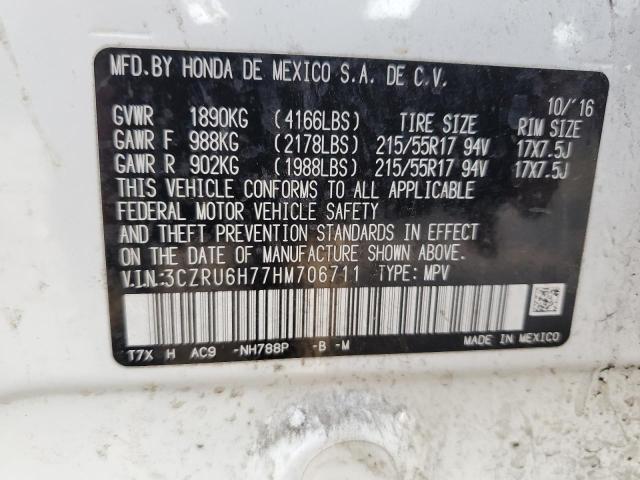 MFD.BY HONDA DE MEXICO S.A. DE C.V.
10/'16
GVWR 1890KG (4166LBS) TIRE SIZE RIM SIZE
GAWR F 988KG (2178LBS) 215/55R17 94V 17X7.5J
GAWR R 902KG (1988LBS) 215/55R17 94V 17X7.5J
THIS VEHICLE CONFORMS TO ALL APPLICABLE
FEDERAL MOTOR VEHICLE SAFETY
AND THEFT PREVENTION STANDARDS IN EFFECT
ON THE DATE OF MANUFACTURE SHOWN ABOVE.
V.I.N.:3CZRU6H77HM706711 TYPE: MPV
T7X H AC9 -NH788P -B -M
MADE IN MEXICO